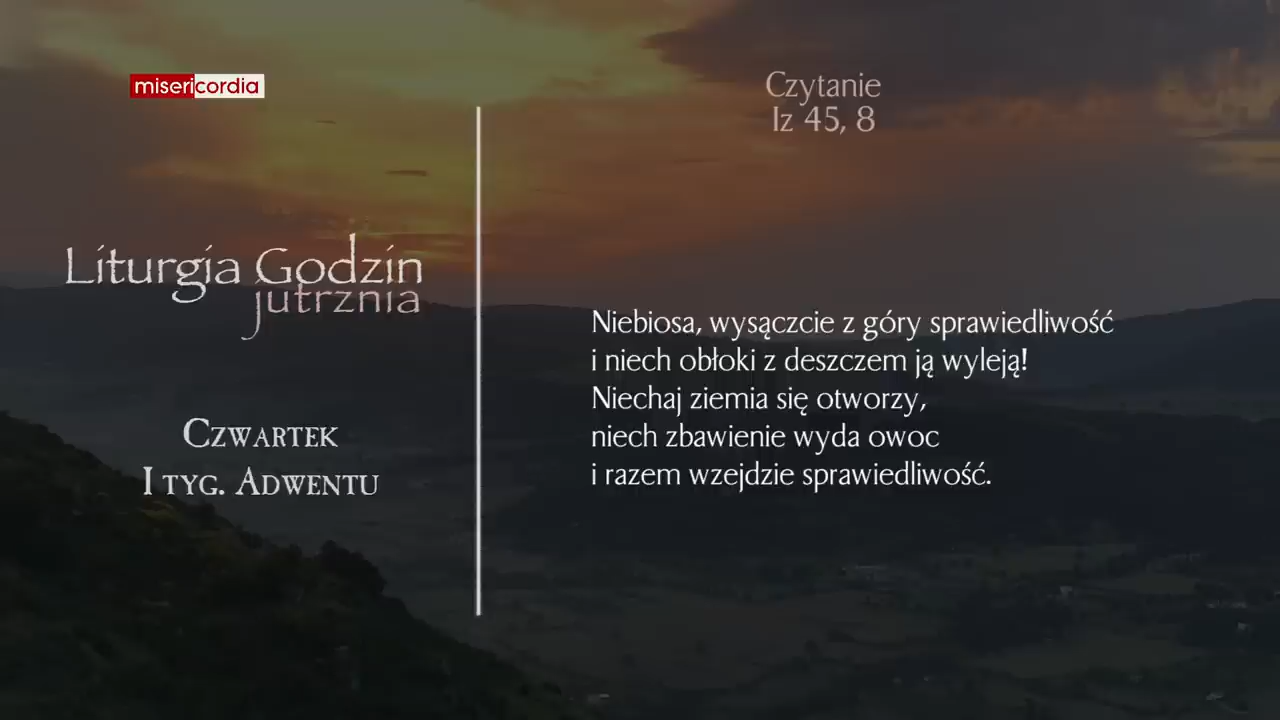 misericordia
Liturgia Godzin
jutrznia
Czwartek
I tyg. Adwentu
Czytanie
Iz 45, 8
Niebiosa, wysączcie z góry sprawiedliwość
i niech obłoki z deszczem ją wyleją!
Niechaj ziemia się otworzy,
niech zbawienie wyda owoc
i razem wzejdzie sprawiedliwość.